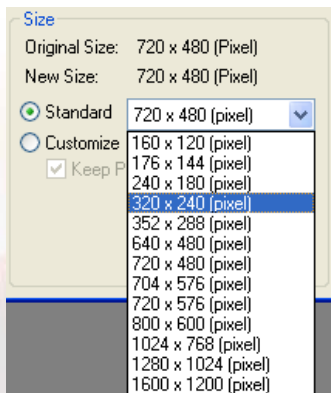 Size
Original Size: 720 x 480 (Pixel)
New Size: 720 x 480 (Pixel)
Standard 720 x 480 (pixel)
Customize
Keep P
160 x 120 (pixel)
176 x 144 (pixel)
240 x 180 (pixel)
320 x 240 (pixel)
352 x 288 (pixel)
640 x 480 (pixel)
720 x 480 (pixel)
704 x 576 (pixel)
720 x 576 (pixel)
800 x 600 (pixel)
1024 x 768 (pixel)
1280 x 1024 (pixel)
1600 x 1200 (pixel)